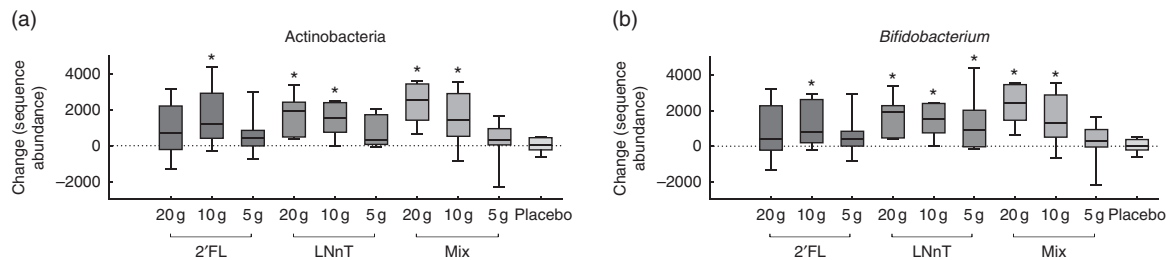 (a)
Actinobacteria
Change (sequence
abundance)
4000
2000
0
–2000
* * * * *
20 g 10 g 5 g 20 g 10 g 5 g 20 g 10 g 5 g Placebo
2′FL LNnT Mix
(b)
Bifidobacterium
Change (sequence
abundance)
4000
2000
0
–2000
* * * * * *
20 g 10 g 5 g 20 g 10 g 5 g 20 g 10 g 5 g Placebo
2′FL LNnT Mix